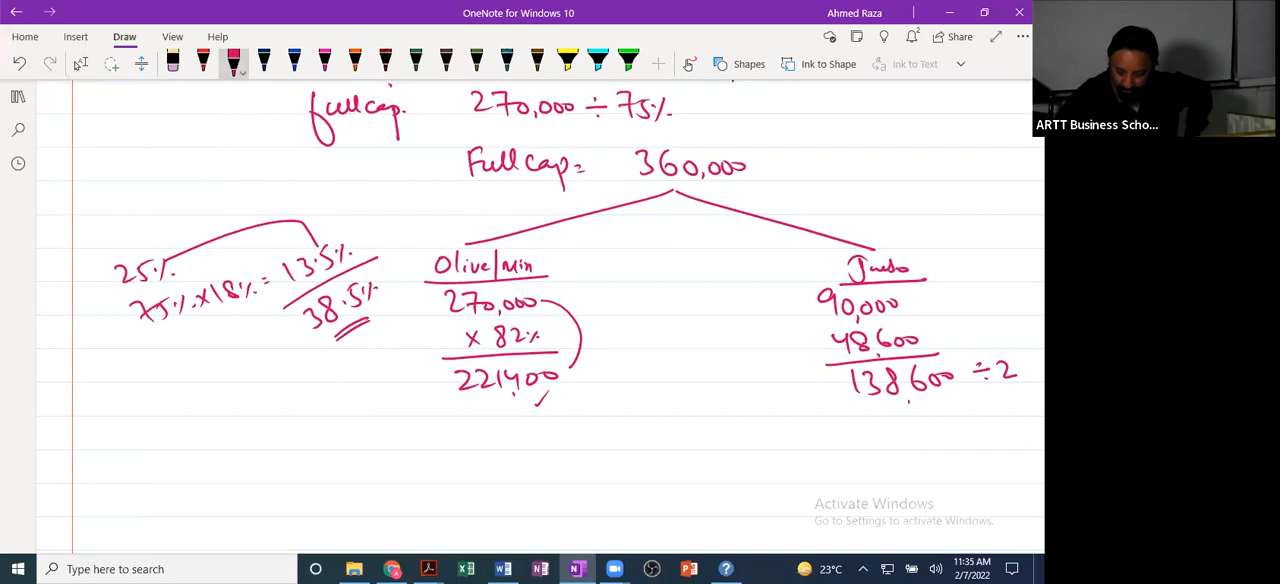 OneNote for Windows 10
Ahmed Raza
Home Insert Draw View Help
Share
Shapes
Ink to Shape
Ink to Text
ARTT Business Scho...
full cap. 270,000 ÷ 75%
Full cap = 360,000
25%
75% x 18% = 13.5%
38.5%
Olive/Min
270,000
x 82%
221,400
90,000
48,600
138,600 ÷ 2
Activate Windows
Go to Settings to activate Windows.
Type here to search
23°C
11:35 AM
2/7/2022